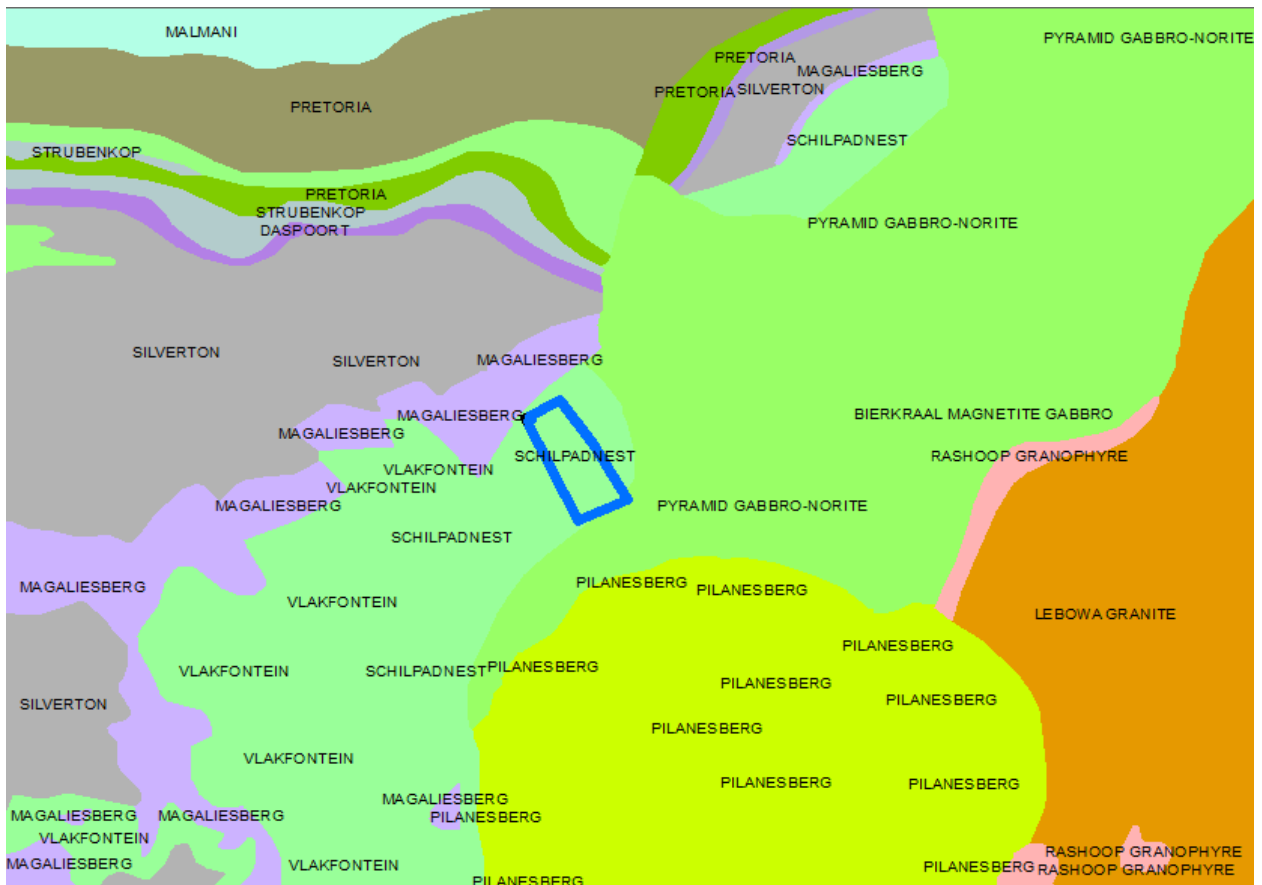 MALMANI
PYRAMID GABBRO-NORITE
PRETORIA
MAGALIESBERG
PRETORIA
SILVERTON
PRETORIA
SCHILPADNEST
STRUBENKOP
PRETORIA
STRUBENKOP
PYRAMID GABBRO-NORITE
DASPOORT
SILVERTON
SILVERTON
MAGALIESBERG
MAGALIESBERG
BIERKRAAL MAGNETITE GABBRO
MAGALIESBERG
SCHILPADNEST
RASHOOP GRANOPHYRE
VLAKFONTEIN
VLAKFONTEIN
MAGALIESBERG
PYRAMID GABBRO-NORITE
SCHILPADNEST
PILANESBERG
MAGALIESBERG
PILANESBERG
VLAKFONTEIN
LEBOWA GRANITE
PILANESBERG
VLAKFONTEIN
SCHILPADNEST
PILANESBERG
PILANESBERG
PILANESBERG
SILVERTON
PILANESBERG
VLAKFONTEIN
PILANESBERG
PILANESBERG
MAGALIESBERG
MAGALIESBERG
MAGALIESBERG
PILANESBERG
VLAKFONTEIN
RASHOOP GRANOPHYRE
MAGALIESBERG
VLAKFONTEIN
PILANESBERG
RASHOOP GRANOPHYRE
PILANESBERG